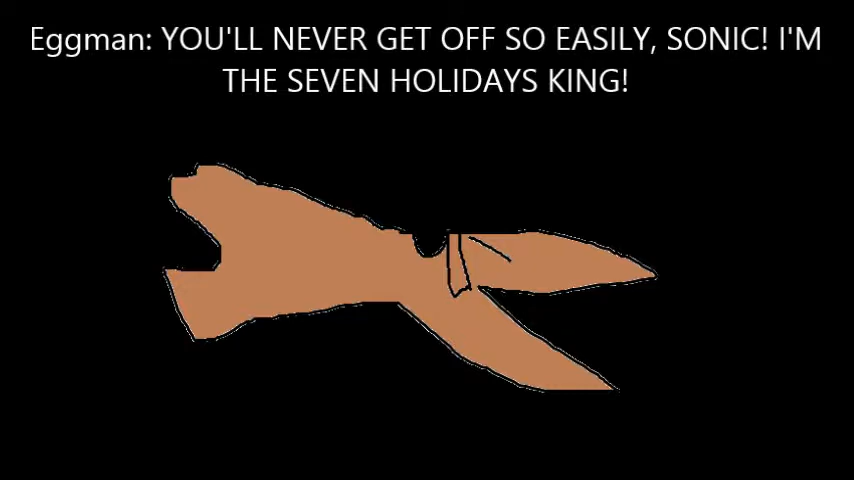 Eggman: YOU'LL NEVER GET OFF SO EASILY, SONIC! I'M
THE SEVEN HOLIDAYS KING!